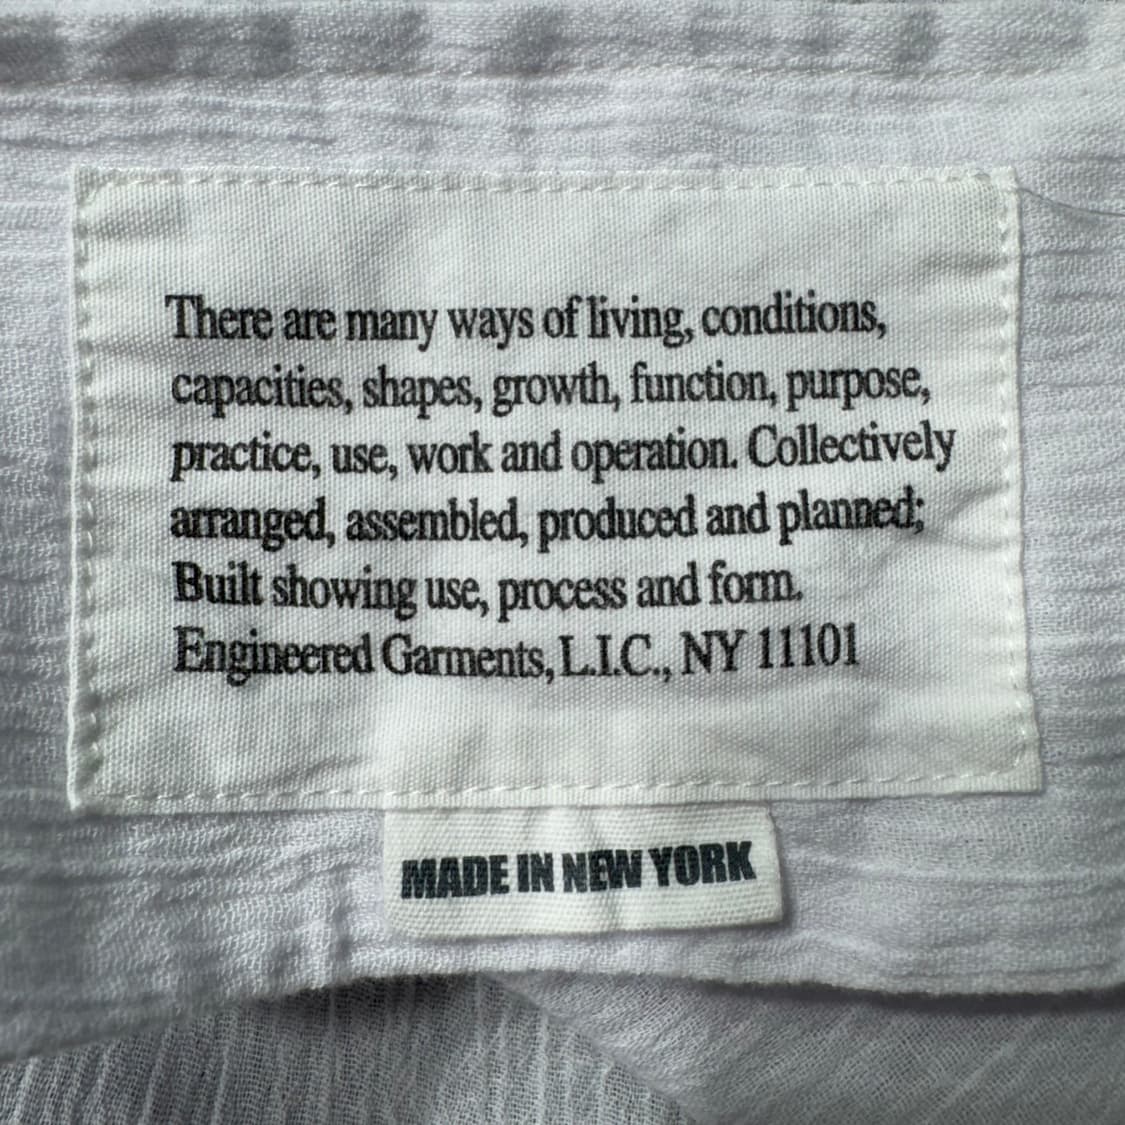 There are many ways of living, conditions,
capacities, shapes, growth, function, purpose,
practice, use, work and operation. Collectively
arranged, assembled, produced and planned;
Built showing use, process and form.
Engineered Garments, L.I.C., NY 11101
MADE IN NEW YORK